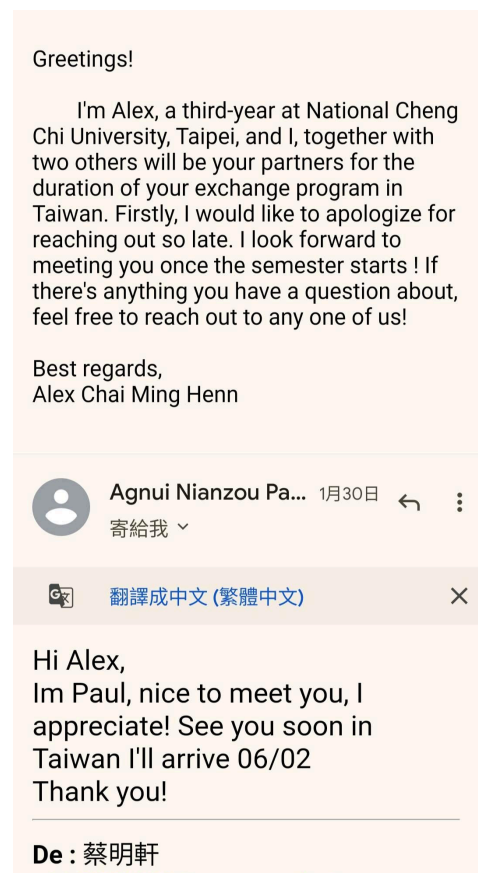 Greetings!
I'm Alex, a third-year at National Cheng
Chi University, Taipei, and I, together with
two others will be your partners for the
duration of your exchange program in
Taiwan. Firstly, I would like to apologize for
reaching out so late. I look forward to
meeting you once the semester starts ! If
there's anything you have a question about,
feel free to reach out to any one of us!
Best regards,
Alex Chai Ming Henn
Agnui Nianzou Pa... 1月30日
寄給我
翻譯成中文 (繁體中文)
Hi Alex,
Im Paul, nice to meet you, I
appreciate! See you soon in
Taiwan I'll arrive 06/02
Thank you!
De : 蔡明軒